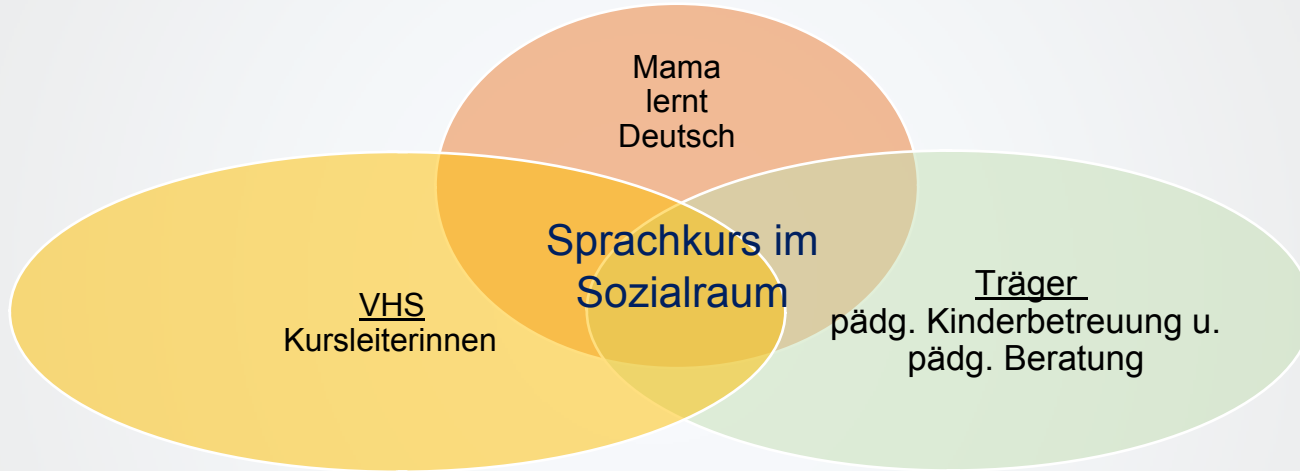 Mama
lernt
Deutsch
Sprachkurs im
Sozialraum
VHS
Kursleiterinnen
Träger
pädg. Kinderbetreuung u.
pädg. Beratung